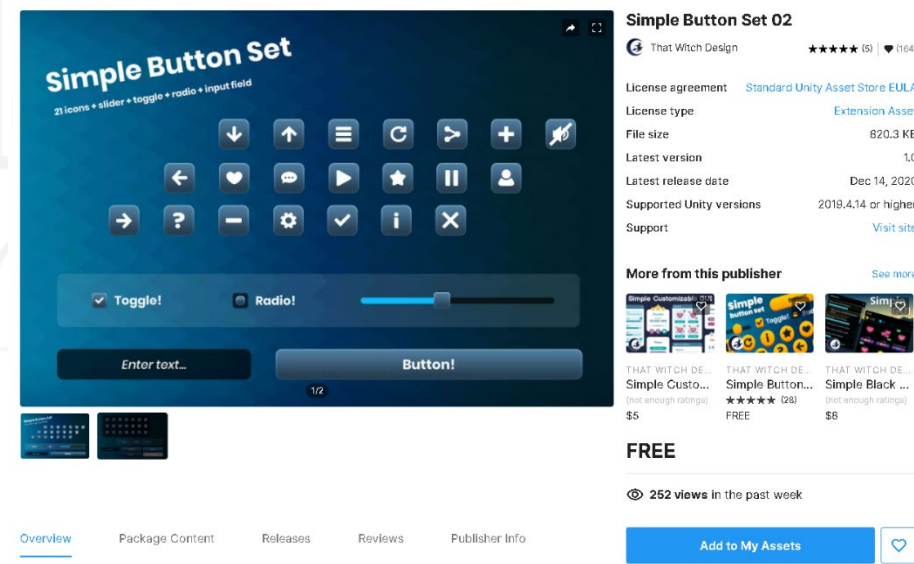 Simple Button Set
21 icons + slider + toggle + radio + input field
Toggle!
Radio!
Enter text...
Button!
1/2
Overview
Package Content
Releases
Reviews
Publisher Info
Simple Button Set 02
That Witch Design
★★★★★ (5) | (164
License agreement Standard Unity Asset Store EULA
License type Extension Asset
File size 820.3 KB
Latest version 1.0
Latest release date Dec 14, 2020
Supported Unity versions 2019.4.14 or higher
Support Visit site
More from this publisher See more
Simple Customizable GUI
simple
button set
Toggle!
Simpl
THAT WITCH DE... THAT WITCH DE... THAT WITCH DE...
Simple Custo... Simple Button... Simple Black ...
(not enough ratings) ★★★★★ (28) (not enough ratings)
$5 FREE $8
FREE
252 views in the past week
Add to My Assets